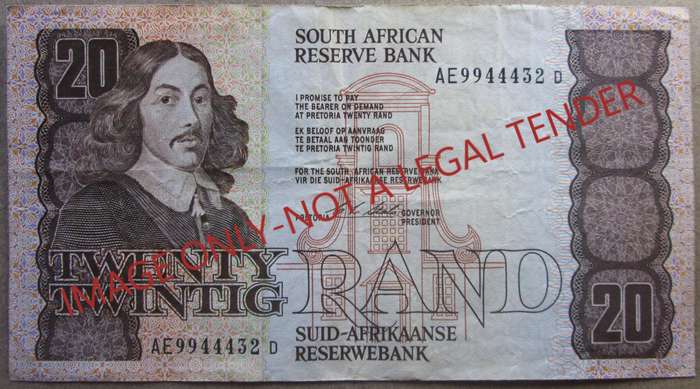 20
SOUTH AFRICAN
RESERVE BANK
AE9944432 D
I PROMISE TO PAY
THE BEARER ON DEMAND
AT PRETORIA TWENTY RAND
EK BELOOF OP AANVRAAG
TE BETAAL AAN TOONDER
TE PRETORIA TWINTIG RAND
FOR THE SOUTH AFRICAN RESERVE BANK
VIR DIE SUID-AFRIKAANSE RESERWEBANK
PRETORIA
GOVERNOR
PRESIDENT
IMAGE ONLY-NOT A LEGAL TENDER
TWENTY
TWINTIG
RAND
20
SUID-AFRIKAANSE
RESERWEBANK
AE9944432 D